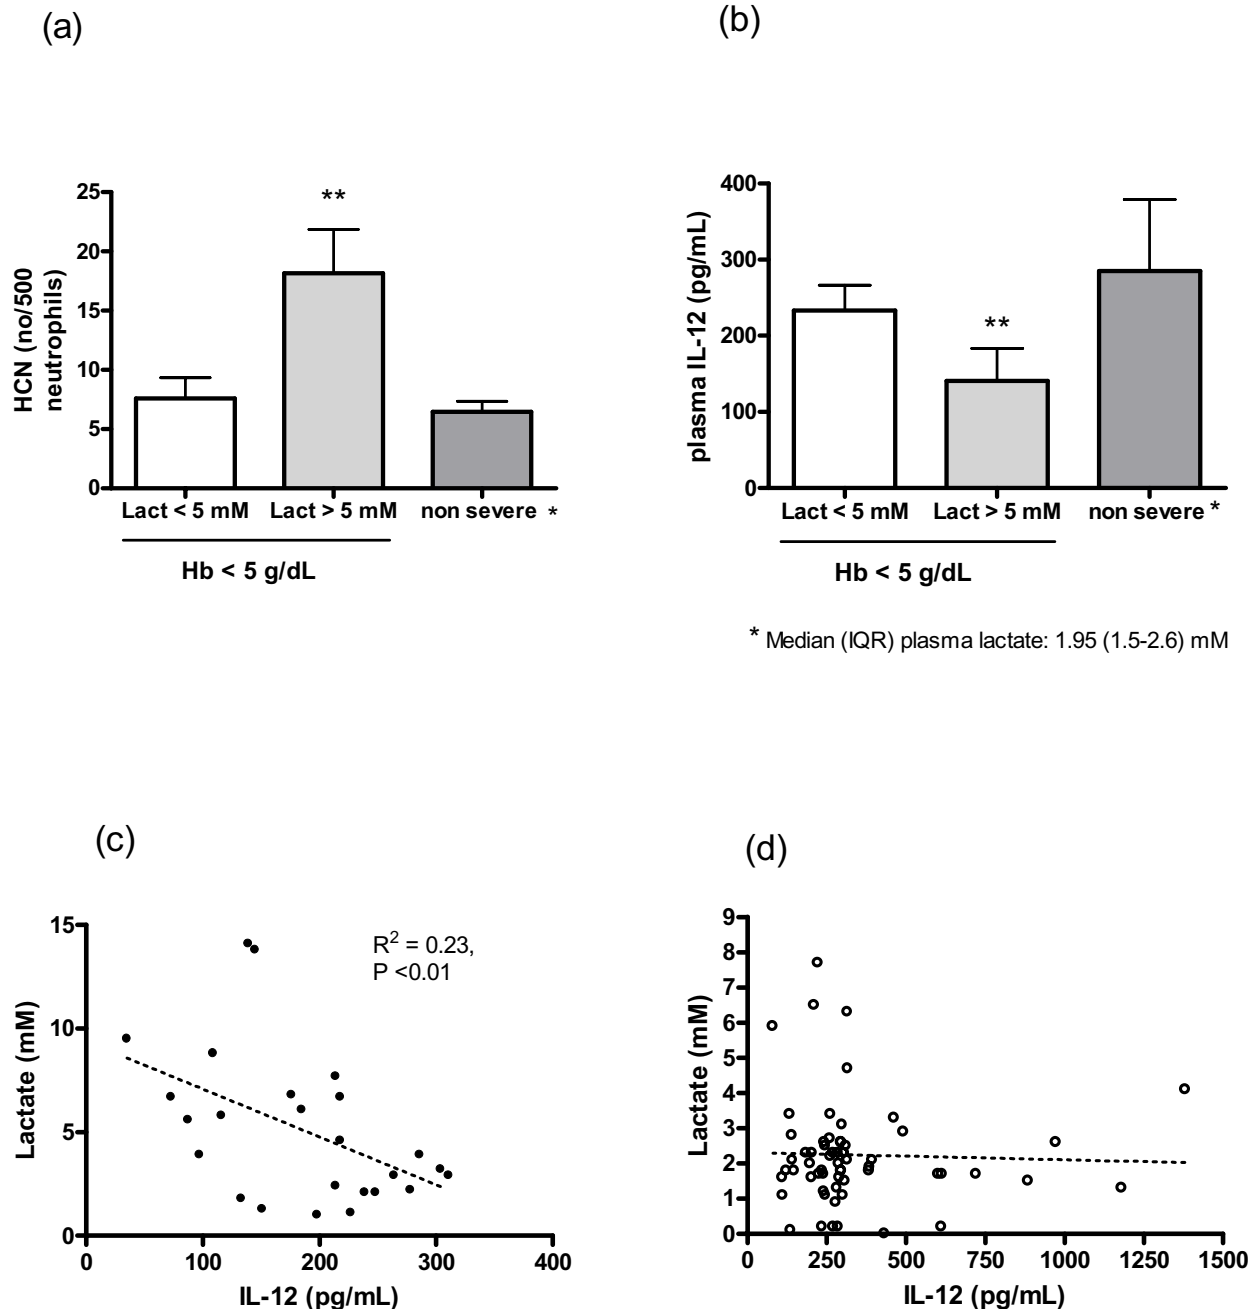 (a)
25
20
15
10
5
0
HCN (no/500
neutrophils)
**
Lact < 5 mM Lact > 5 mM non severe *
Hb < 5 g/dL
(b)
400
300
200
100
0
plasma IL-12 (pg/mL)
**
Lact < 5 mM Lact > 5 mM non severe *
Hb < 5 g/dL
* Median (IQR) plasma lactate: 1.95 (1.5-2.6) mM
(c)
15
10
5
0
Lactate (mM)
R² = 0.23,
P <0.01
0 100 200 300 400
IL-12 (pg/mL)
(d)
9
8
7
6
5
4
3
2
1
0
Lactate (mM)
0 250 500 750 1000 1250 1500
IL-12 (pg/mL)